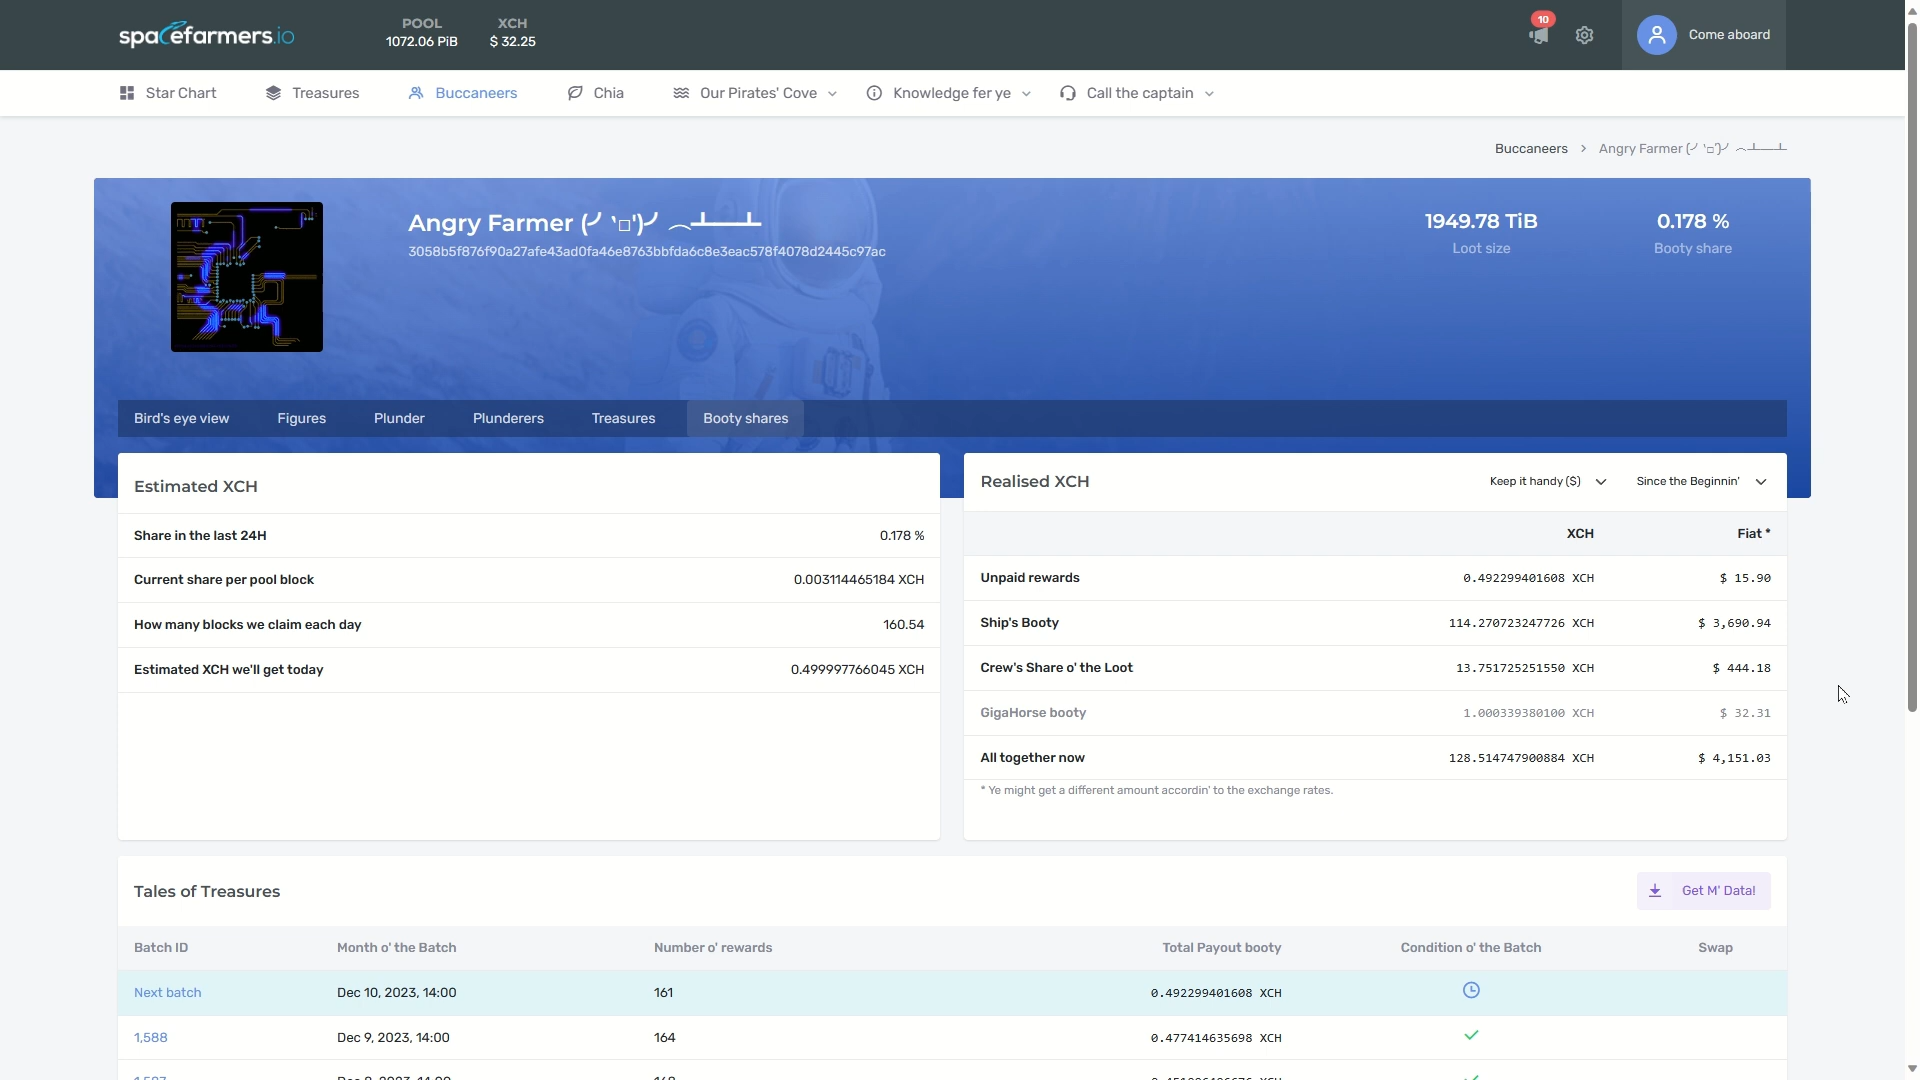 spacefarmers.io
POOL
1072.06 PiB
XCH
$ 32.25
10
Come aboard
Star Chart
Treasures
Buccaneers
Chia
Our Pirates' Cove
Knowledge fer ye
Call the captain
Buccaneers > Angry Farmer (╯‵□′)╯︵┻━┻
Angry Farmer (╯‵□′)╯︵┻━┻
3058b5f876f90a27afe43ad0fa46e8763bbfda6c8e3eac578f4078d2445c97ac
1949.78 TiB
Loot size
0.178 %
Booty share
Bird's eye view
Figures
Plunder
Plunderers
Treasures
Booty shares
Estimated XCH
Share in the last 24H 0.178 %
Current share per pool block 0.003114465184 XCH
How many blocks we claim each day 160.54
Estimated XCH we'll get today 0.499997766045 XCH
Realised XCH
Keep it handy ($)
Since the Beginnin'
XCH Fiat *
Unpaid rewards 0.492299401608 XCH $ 15.90
Ship's Booty 114.270723247726 XCH $ 3,690.94
Crew's Share o' the Loot 13.751725251550 XCH $ 444.18
GigaHorse booty 1.000339380100 XCH $ 32.31
All together now 128.514747900884 XCH $ 4,151.03
* Ye might get a different amount accordin' to the exchange rates.
Tales of Treasures
Get M' Data!
Batch ID Month o' the Batch Number o' rewards Total Payout booty Condition o' the Batch Swap
Next batch Dec 10, 2023, 14:00 161 0.492299401608 XCH
1,588 Dec 9, 2023, 14:00 164 0.477414635698 XCH